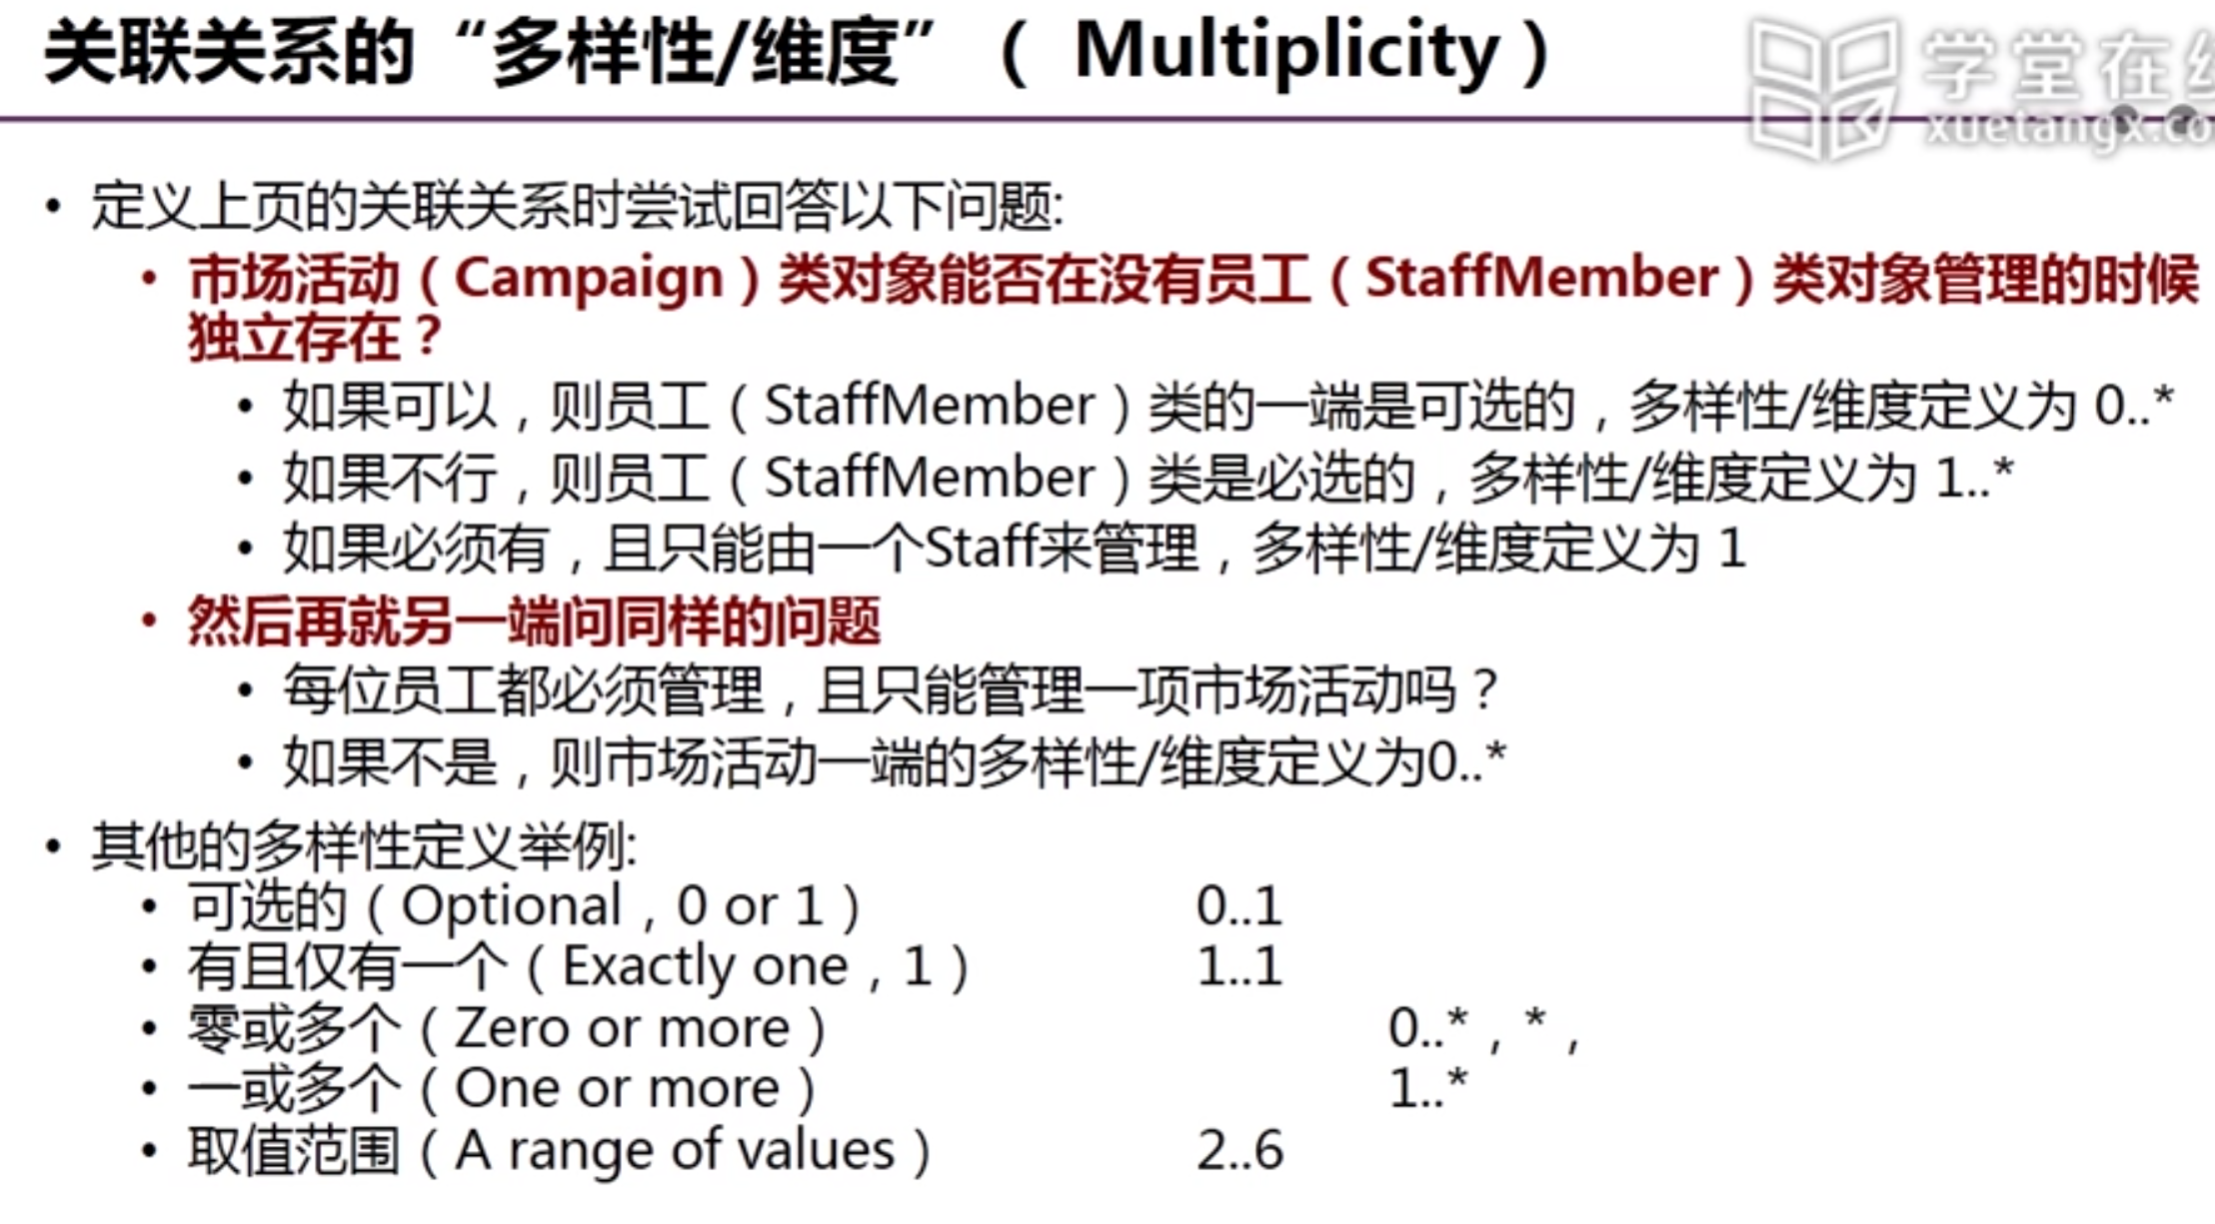 关联关系的“多样性/维度”（ Multiplicity）
学堂在
xuetangx.co
• 定义上页的关联关系时尝试回答以下问题:
• 市场活动（Campaign）类对象能否在没有员工（StaffMember）类对象管理的时候
独立存在？
• 如果可以，则员工（StaffMember）类的一端是可选的，多样性/维度定义为 0..*
• 如果不行，则员工（StaffMember）类是必选的，多样性/维度定义为 1..*
• 如果必须有，且只能由一个Staff来管理，多样性/维度定义为 1
• 然后再就另一端问同样的问题
• 每位员工都必须管理，且只能管理一项市场活动吗？
• 如果不是，则市场活动一端的多样性/维度定义为0..*
• 其他的多样性定义举例:
• 可选的（Optional，0 or 1） 0..1
• 有且仅有一个（Exactly one，1） 1..1
• 零或多个（Zero or more） 0..*，*，
• 一或多个（One or more） 1..*
• 取值范围（A range of values） 2..6